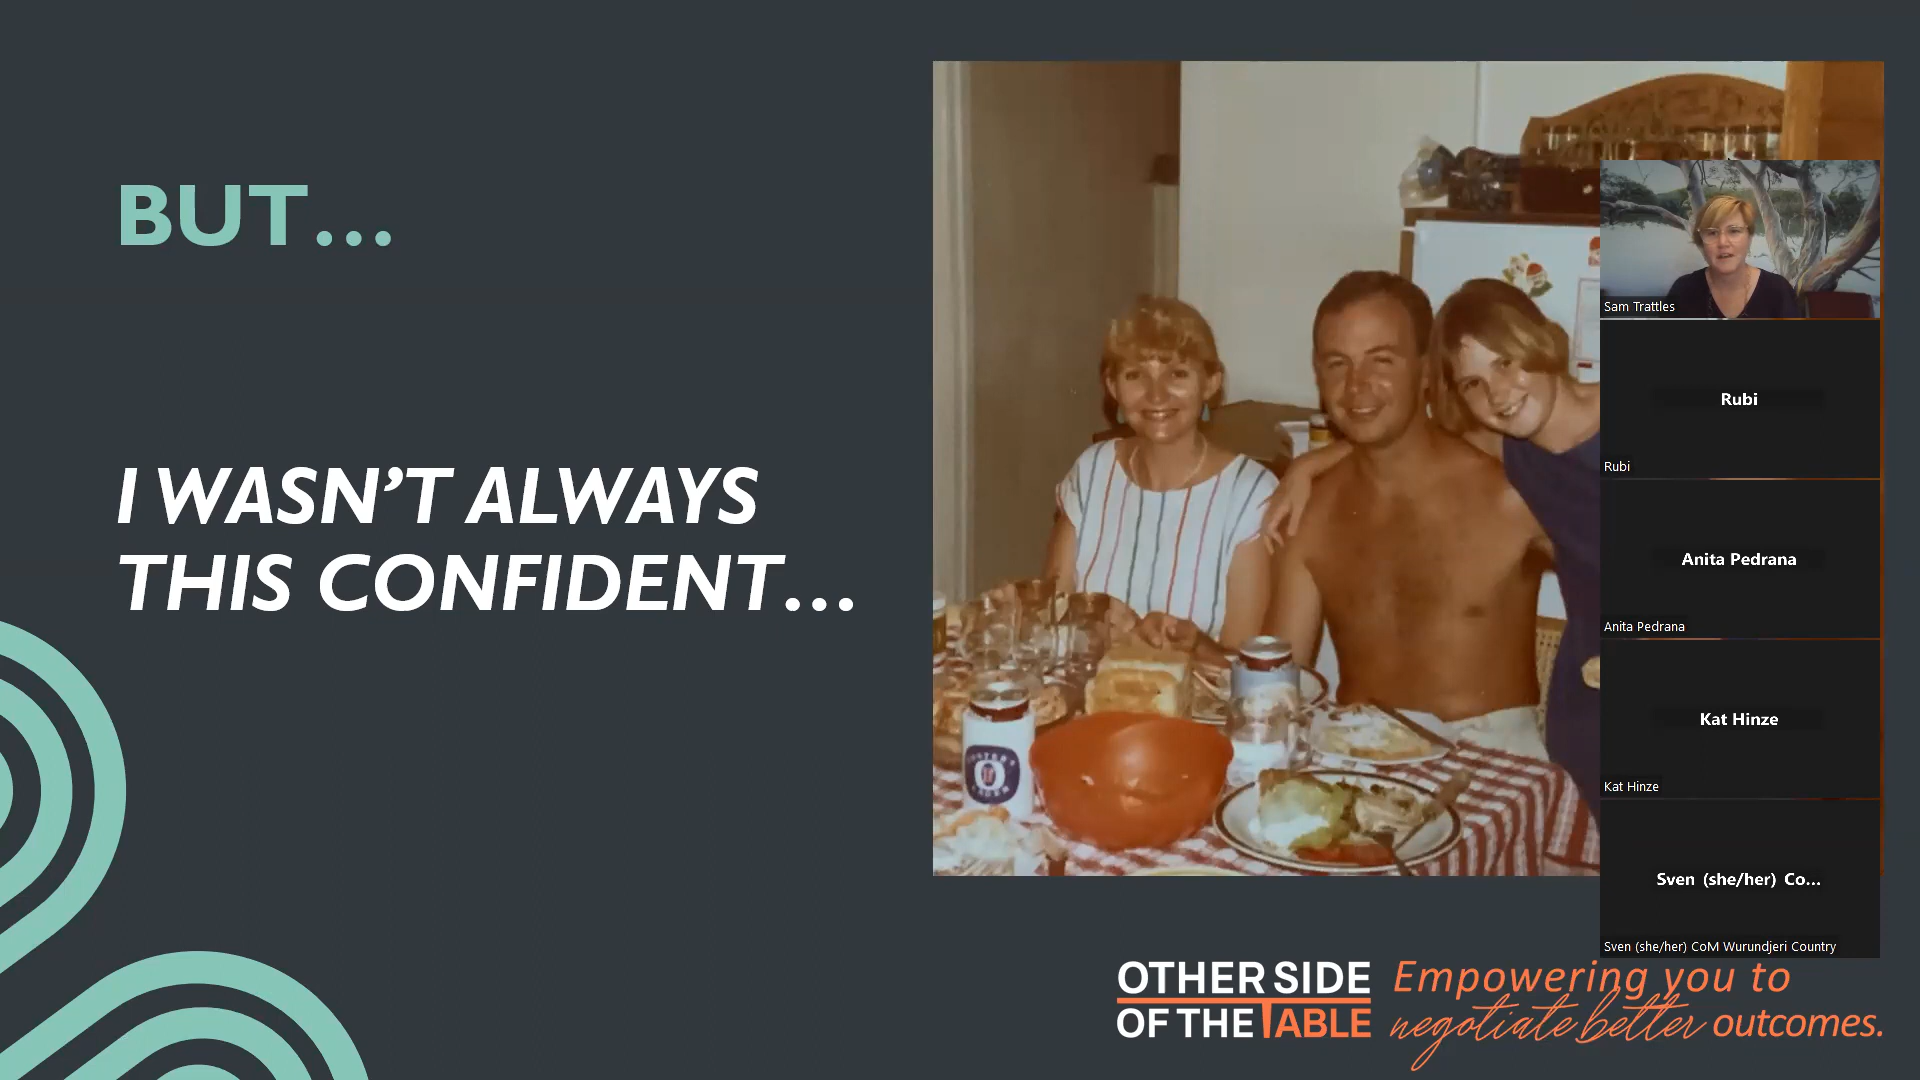 BUT...
I WASN'T ALWAYS
THIS CONFIDENT...
Sam Trattles
Rubi
Rubi
Anita Pedrana
Anita Pedrana
Kat Hinze
Kat Hinze
Sven (she/her) Co...
Sven (she/her) CoM Wurundjeri Country
OTHER SIDE
OF THE TABLE
Empowering you to
negotiate better outcomes.